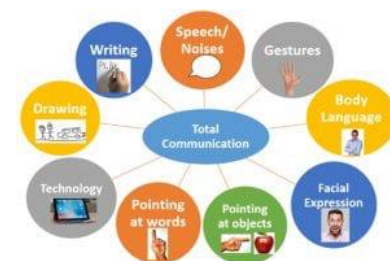 Speech/
Noises
Writing
Gestures
Drawing
Body
Language
Total
Communication
Technology
Facial
Expression
Pointing
at words
Pointing
at objects